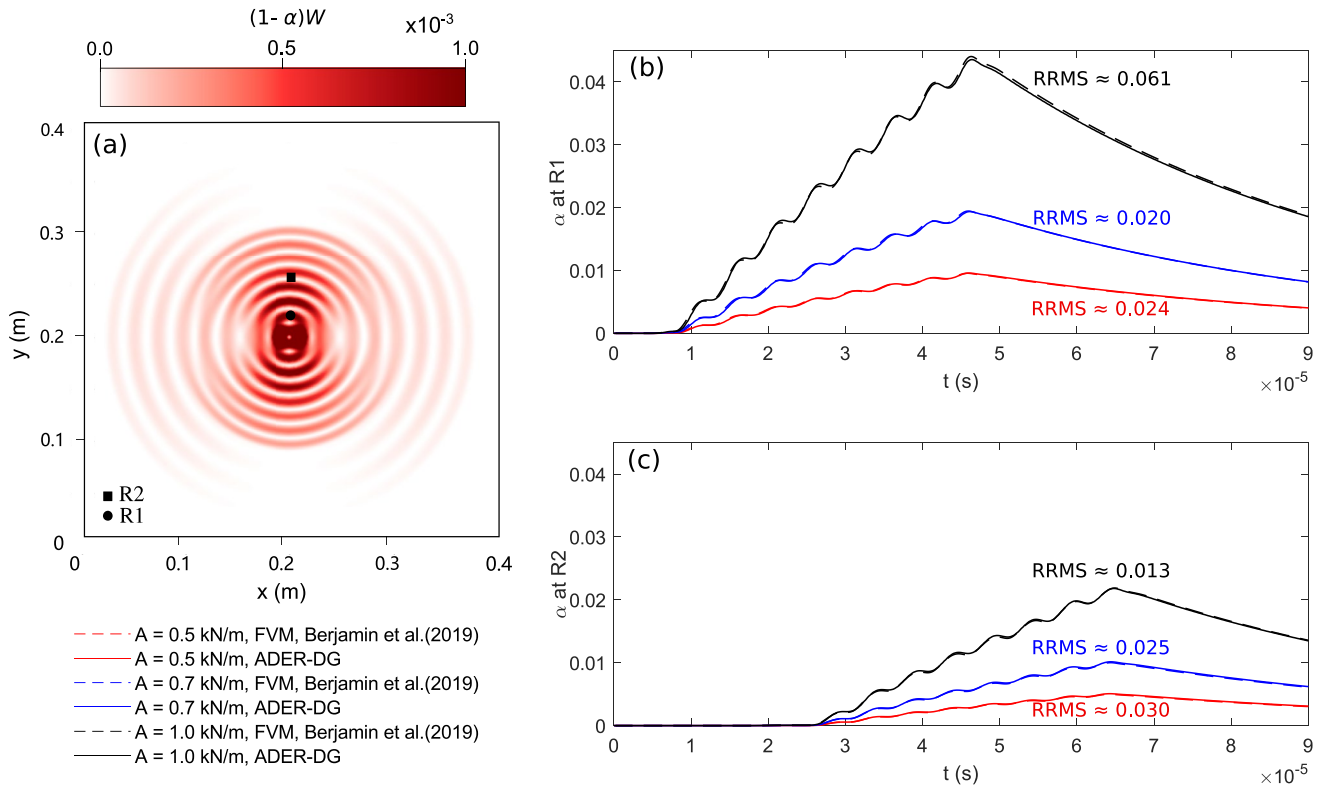 (1- α)W
x10⁻³
0.0 0.5 1.0
(a)
0.4
0.3
0.2
0.1
0
y (m)
0 0.1 0.2 0.3 0.4
x (m)
R2
R1
A = 0.5 kN/m, FVM, Berjamin et al.(2019)
A = 0.5 kN/m, ADER-DG
A = 0.7 kN/m, FVM, Berjamin et al.(2019)
A = 0.7 kN/m, ADER-DG
A = 1.0 kN/m, FVM, Berjamin et al.(2019)
A = 1.0 kN/m, ADER-DG
(b)
RRMS ≈ 0.061
RRMS ≈ 0.020
RRMS ≈ 0.024
0.04
0.03
0.02
0.01
0
α at R1
0 1 2 3 4 5 6 7 8 9
t (s)
×10⁻⁵
(c)
RRMS ≈ 0.013
RRMS ≈ 0.025
RRMS ≈ 0.030
0.04
0.03
0.02
0.01
0
α at R2
0 1 2 3 4 5 6 7 8 9
t (s)
×10⁻⁵